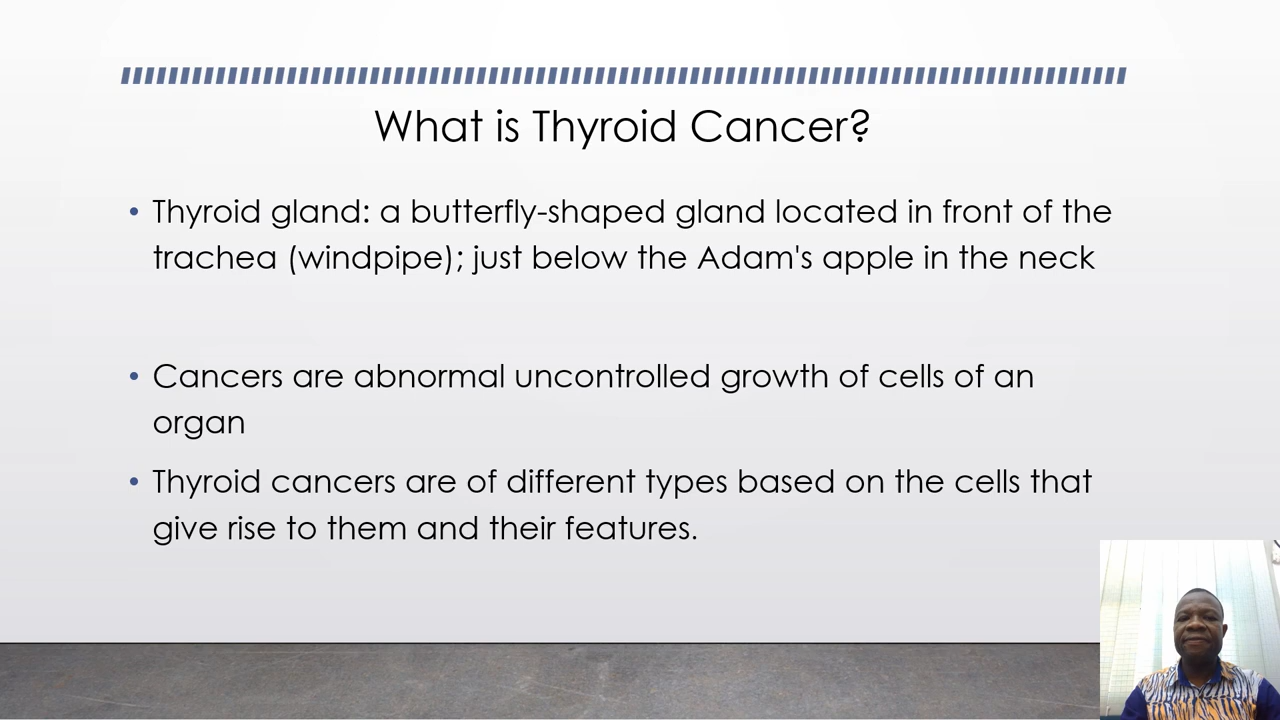 What is Thyroid Cancer?
• Thyroid gland: a butterfly-shaped gland located in front of the
trachea (windpipe); just below the Adam's apple in the neck
• Cancers are abnormal uncontrolled growth of cells of an
organ
• Thyroid cancers are of different types based on the cells that
give rise to them and their features.